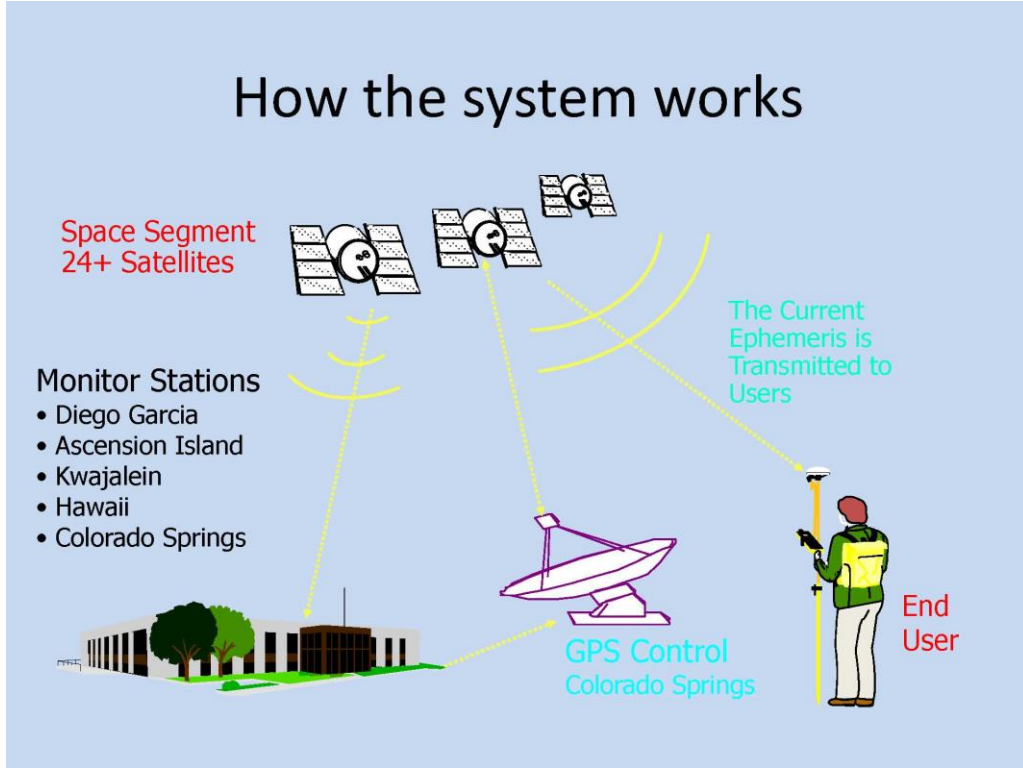 How the system works
Space Segment
24+ Satellites
The Current
Ephemeris is
Transmitted to
Users
Monitor Stations
• Diego Garcia
• Ascension Island
• Kwajalein
• Hawaii
• Colorado Springs
GPS Control
Colorado Springs
End
User